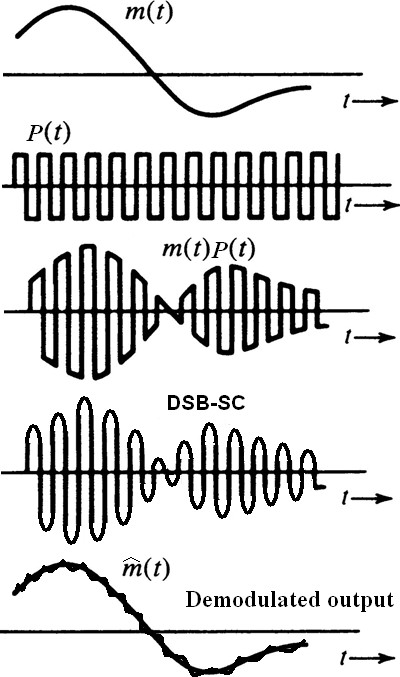 m(t)
t
P(t)
t
m(t)P(t)
t
DSB-SC
t
m̂(t)
Demodulated output
t